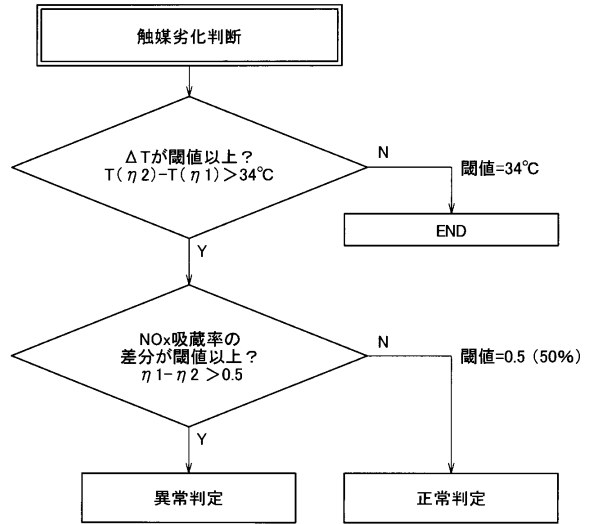 触媒劣化判断
ΔTが閾値以上？
T(η2)-T(η1)>34℃
N
閾値=34℃
END
Y
NOx吸蔵率の
差分が閾値以上？
η1-η2>0.5
N
閾値=0.5 (50%)
Y
異常判定
正常判定